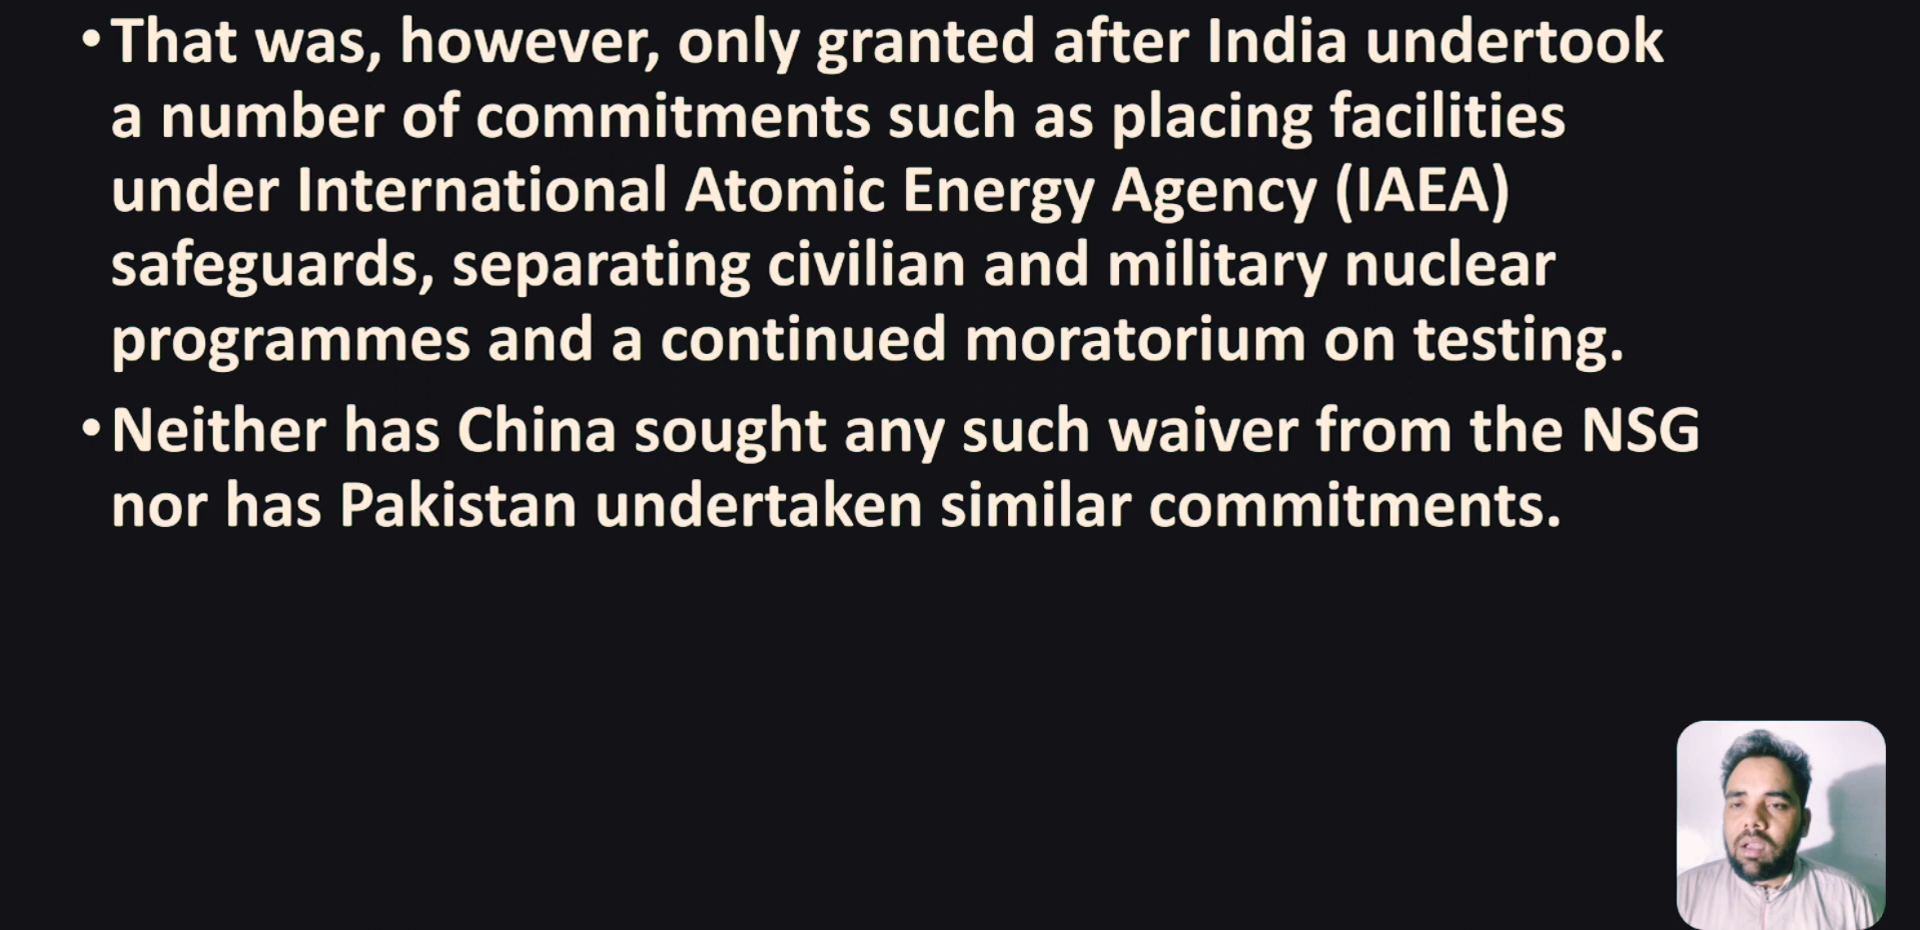 •That was, however, only granted after India undertook
a number of commitments such as placing facilities
under International Atomic Energy Agency (IAEA)
safeguards, separating civilian and military nuclear
programmes and a continued moratorium on testing.
•Neither has China sought any such waiver from the NSG
nor has Pakistan undertaken similar commitments.